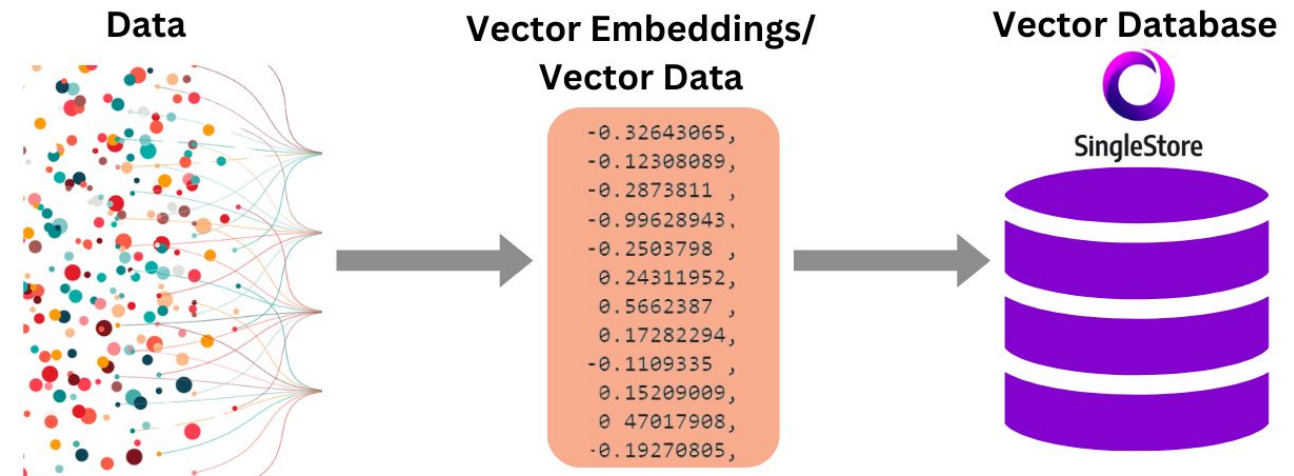 Data
Vector Embeddings/
Vector Data
-0.32643065,
-0.12308089,
-0.2873811 ,
-0.99628943,
-0.2503798 ,
0.24311952,
0.5662387 ,
0.17282294,
-0.1109335 ,
0.15209009,
0 47017908,
-0.19270805,
Vector Database
SingleStore